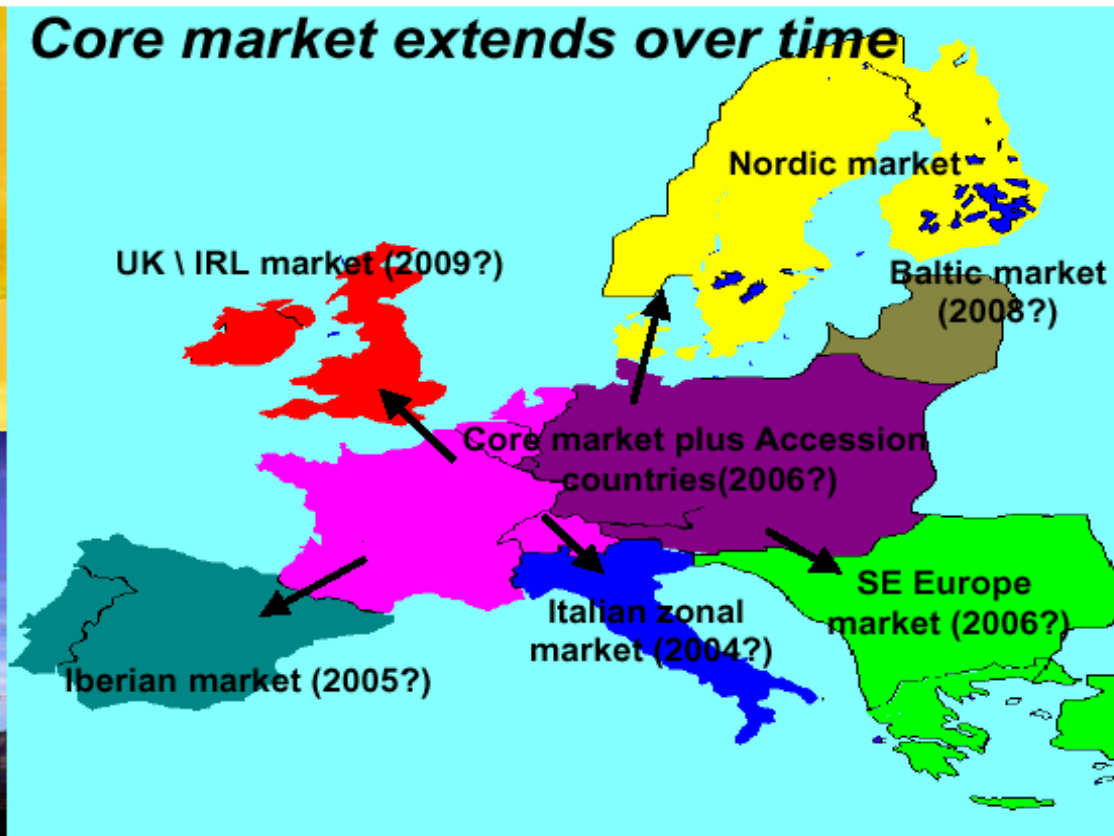 Core market extends over time
Nordic market
UK \ IRL market (2009?)
Baltic market
(2008?)
Core market plus Accession
countries(2006?)
SE Europe
market (2006?)
Italian zonal
market (2004?)
Iberian market (2005?)